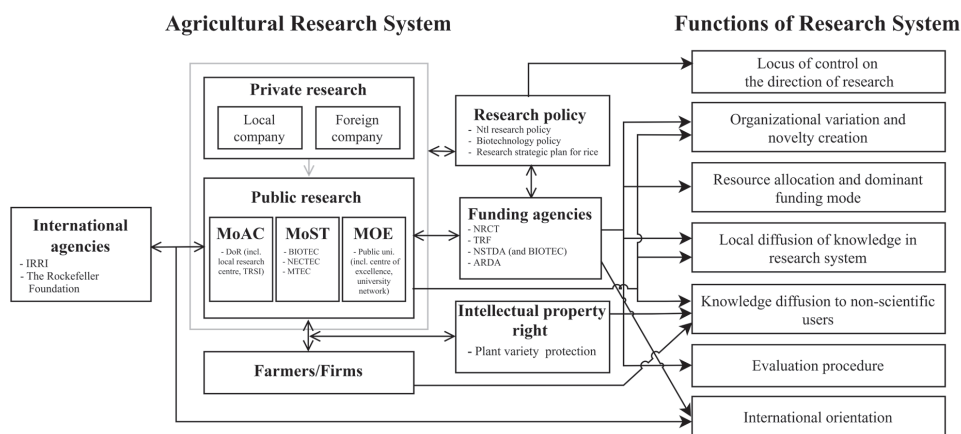 Agricultural Research System
Functions of Research System
Private research
Local
company
Foreign
company
Public research
MoAC
- DoR (incl.
local research
centre, TRSI)
MoST
- BIOTEC
- NECTEC
- MTEC
MOE
- Public uni.
(incl. centre of
excellence,
university
network)
International
agencies
- IRRI
- The Rockefeller
Foundation
Farmers/Firms
Research policy
- Ntl research policy
- Biotechnology policy
- Research strategic plan for rice
Funding agencies
- NRCT
- TRF
- NSTDA (and BIOTEC)
- ARDA
Intellectual property
right
- Plant variety protection
Locus of control on
the direction of research
Organizational variation and
novelty creation
Resource allocation and dominant
funding mode
Local diffusion of knowledge in
research system
Knowledge diffusion to non-scientific
users
Evaluation procedure
International orientation